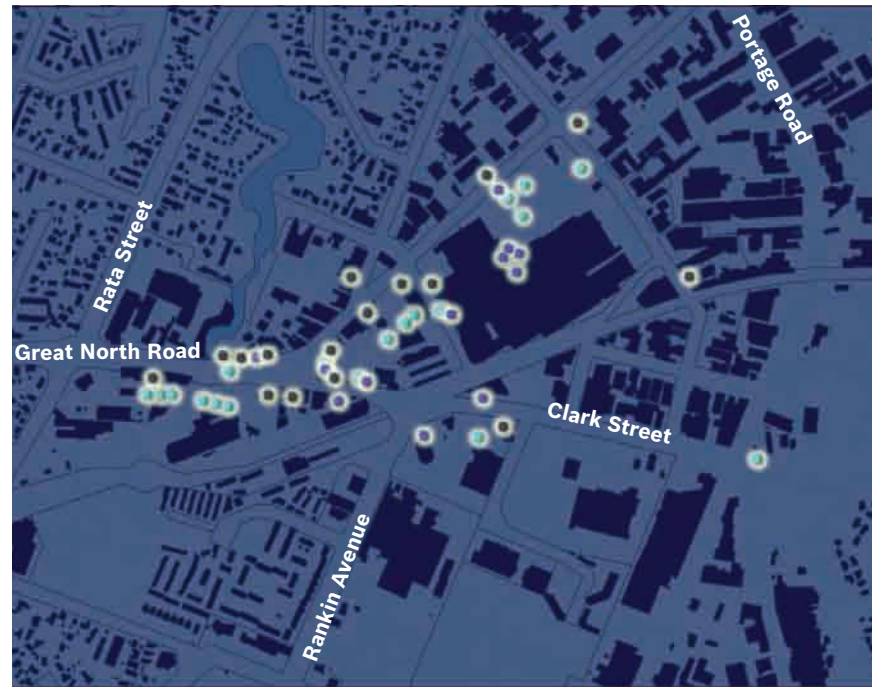 Portage Road
Rata Street
Great North Road
Clark Street
Rankin Avenue